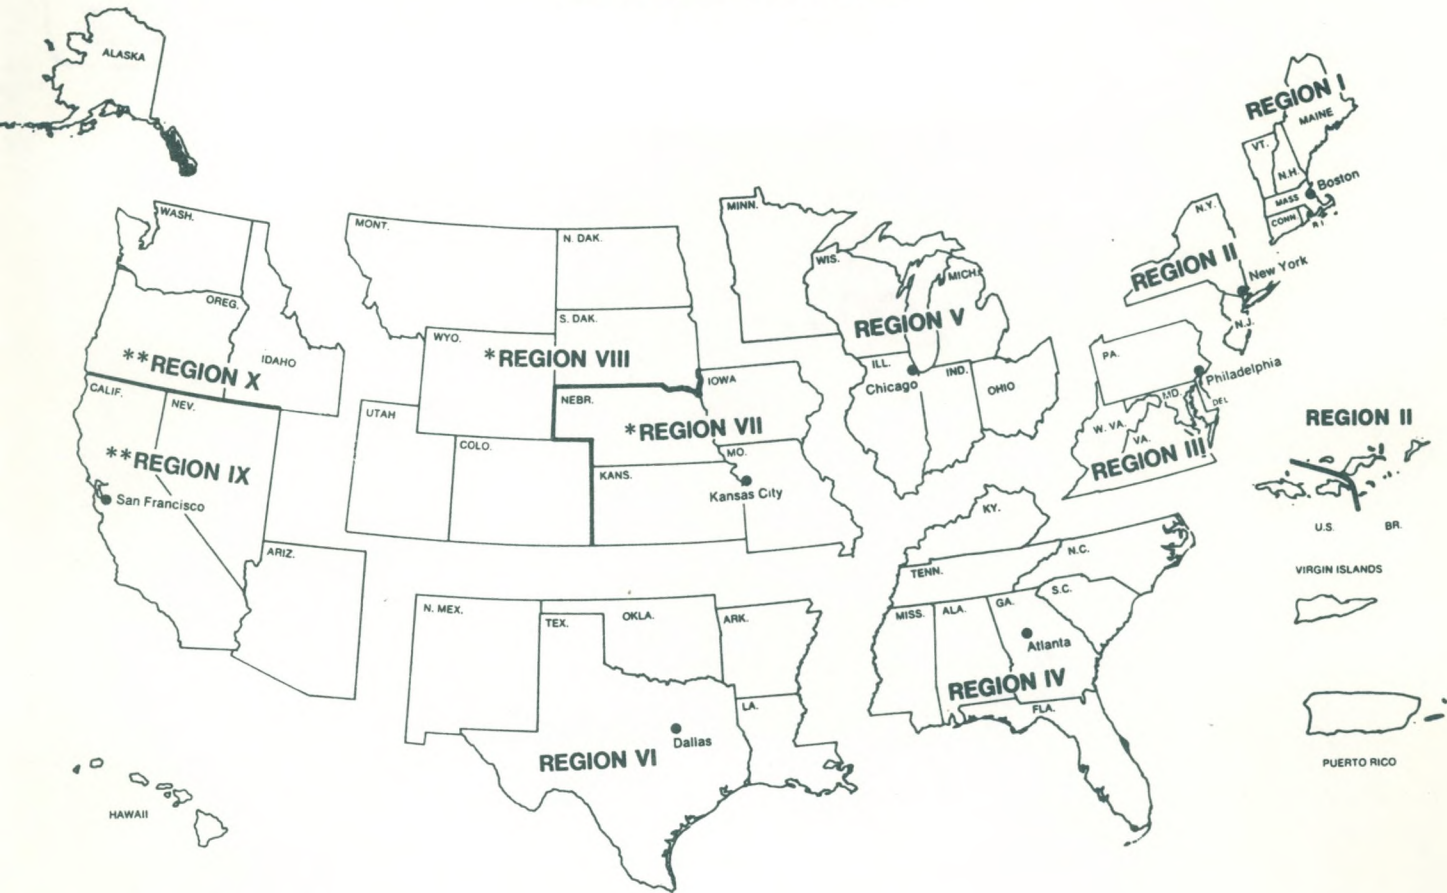 ALASKA
REGION I
MAINE
VT.
N.H.
Boston
MASS
CONN.
R I
WASH.
MONT.
N. DAK.
MINN.
WIS.
MICH.
N.Y.
REGION II
New York
N.J.
OREG.
IDAHO
**REGION X
WYO.
S. DAK.
*REGION VIII
REGION V
ILL.
IND.
OHIO
Chicago
PA.
Philadelphia
MD.
DEL
W. VA.
VA.
REGION III
CALIF.
NEV.
UTAH
COLO.
NEBR.
IOWA
*REGION VII
KANS.
MO.
Kansas City
**REGION IX
San Francisco
ARIZ.
REGION II
U.S.
BR.
VIRGIN ISLANDS
KY.
TENN.
N.C.
S.C.
MISS.
ALA.
GA.
Atlanta
REGION IV
FLA.
N. MEX.
TEX.
OKLA.
ARK.
LA.
Dallas
REGION VI
PUERTO RICO
HAWAII